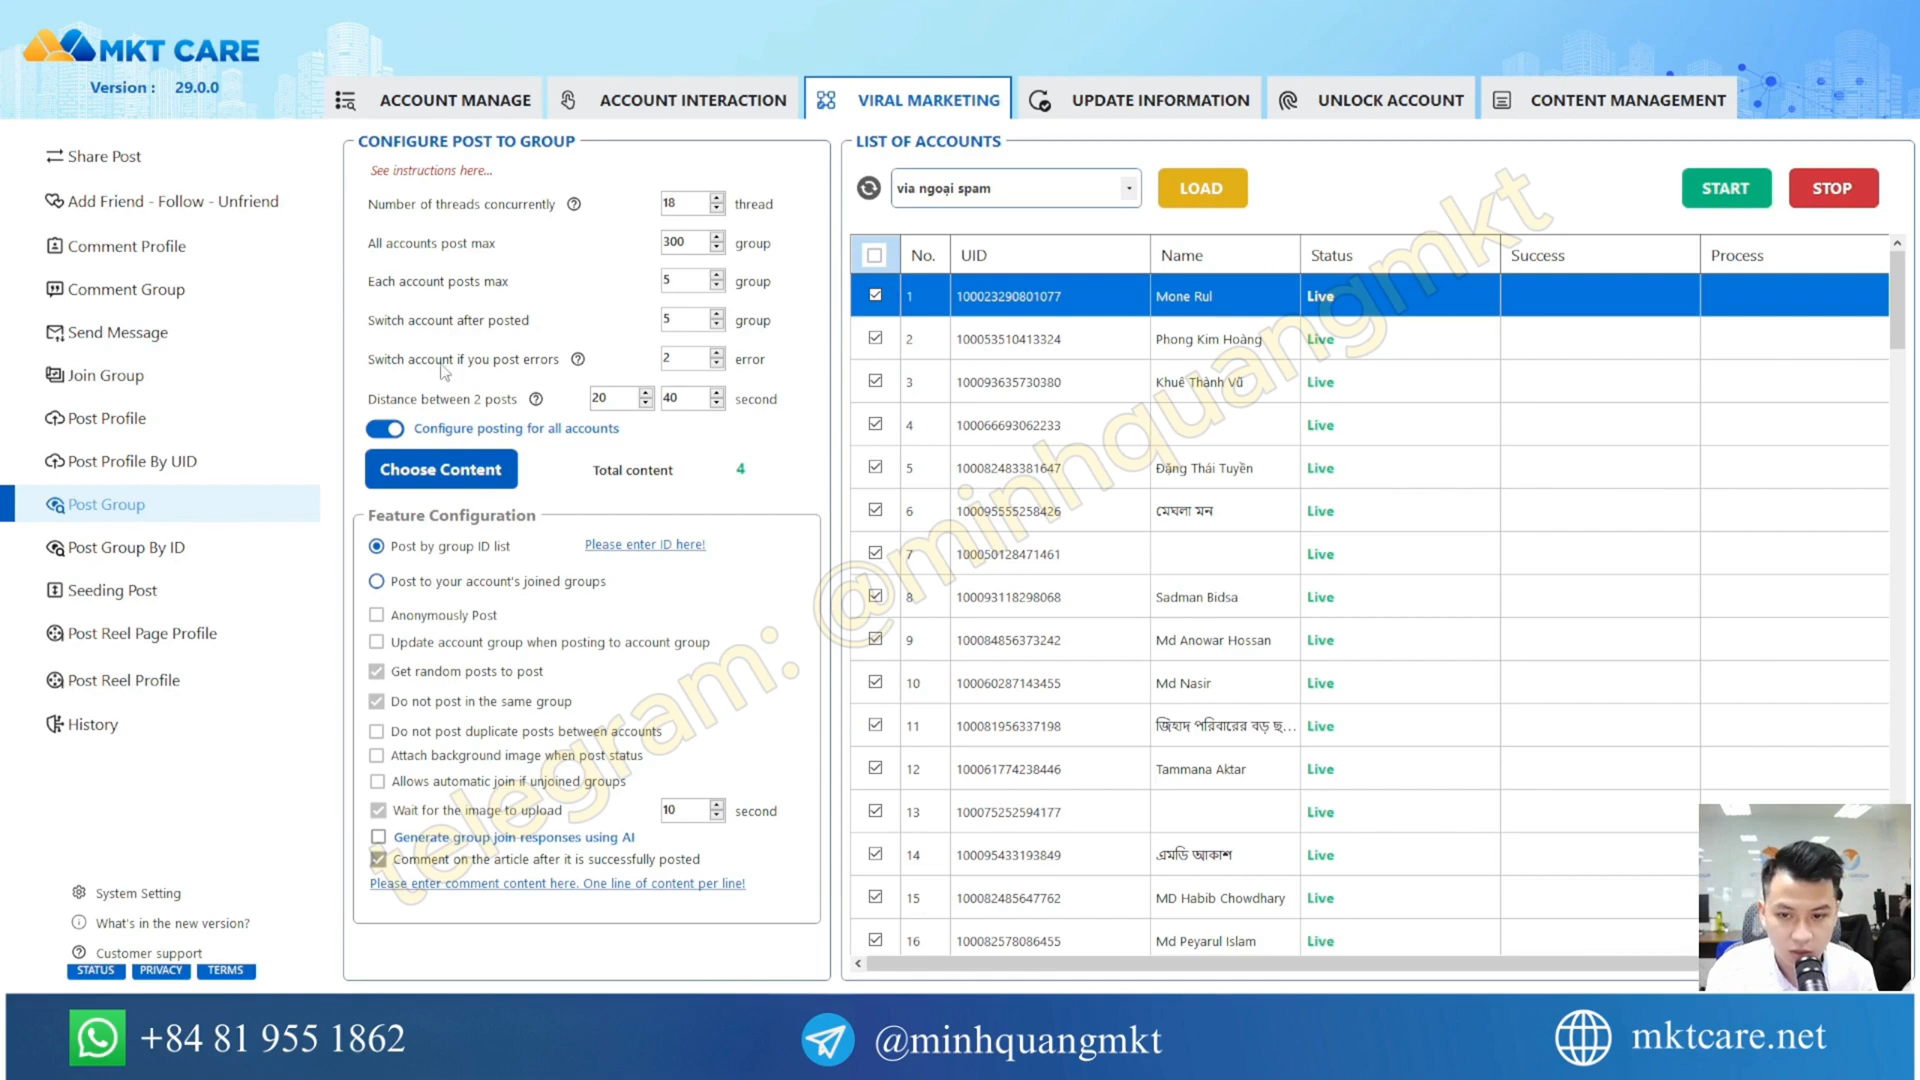 MKT CARE
Version : 29.0.0
ACCOUNT MANAGE
ACCOUNT INTERACTION
VIRAL MARKETING
UPDATE INFORMATION
UNLOCK ACCOUNT
CONTENT MANAGEMENT
Share Post
Add Friend - Follow - Unfriend
Comment Profile
Comment Group
Send Message
Join Group
Post Profile
Post Profile By UID
Post Group
Post Group By ID
Seeding Post
Post Reel Page Profile
Post Reel Profile
History
System Setting
What's in the new version?
Customer support
STATUS
PRIVACY
TERMS
CONFIGURE POST TO GROUP
See instructions here...
Number of threads concurrently 18 thread
All accounts post max 300 group
Each account posts max 5 group
Switch account after posted 5 group
Switch account if you post errors 2 error
Distance between 2 posts 20 40 second
Configure posting for all accounts
Choose Content Total content 4
Feature Configuration
Post by group ID list Please enter ID here!
Post to your account's joined groups
Anonymously Post
Update account group when posting to account group
Get random posts to post
Do not post in the same group
Do not post duplicate posts between accounts
Attach background image when post status
Allows automatic join if unjoined groups
Wait for the image to upload 10 second
Generate group join responses using AI
Comment on the article after it is successfully posted
Please enter comment content here. One line of content per line!
LIST OF ACCOUNTS
via ngoại spam LOAD START STOP
No. UID Name Status Success Process
1 100023290801077 Mone Rul Live
2 100053510413324 Phong Kim Hoàng Live
3 100093635730380 Khuê Thành Vũ Live
4 100066693062233 Live
5 100082483381647 Đặng Thái Tuyền Live
6 100095555258426 মেঘলা মন Live
7 100050128471461 Live
8 100093118298068 Sadman Bidsa Live
9 100084856373242 Md Anowar Hossan Live
10 100060287143455 Md Nasir Live
11 100081956337198 জিহাদ পরিবারের বড় ছ... Live
12 100061774238446 Tammana Aktar Live
13 100075252594177 Live
14 100095433193849 এমডি আকাশ Live
15 100082485647762 MD Habib Chowdhary Live
16 100082578086455 Md Peyarul Islam Live
telegram: @minhquangmkt
+84 81 955 1862
@minhquangmkt
mktcare.net